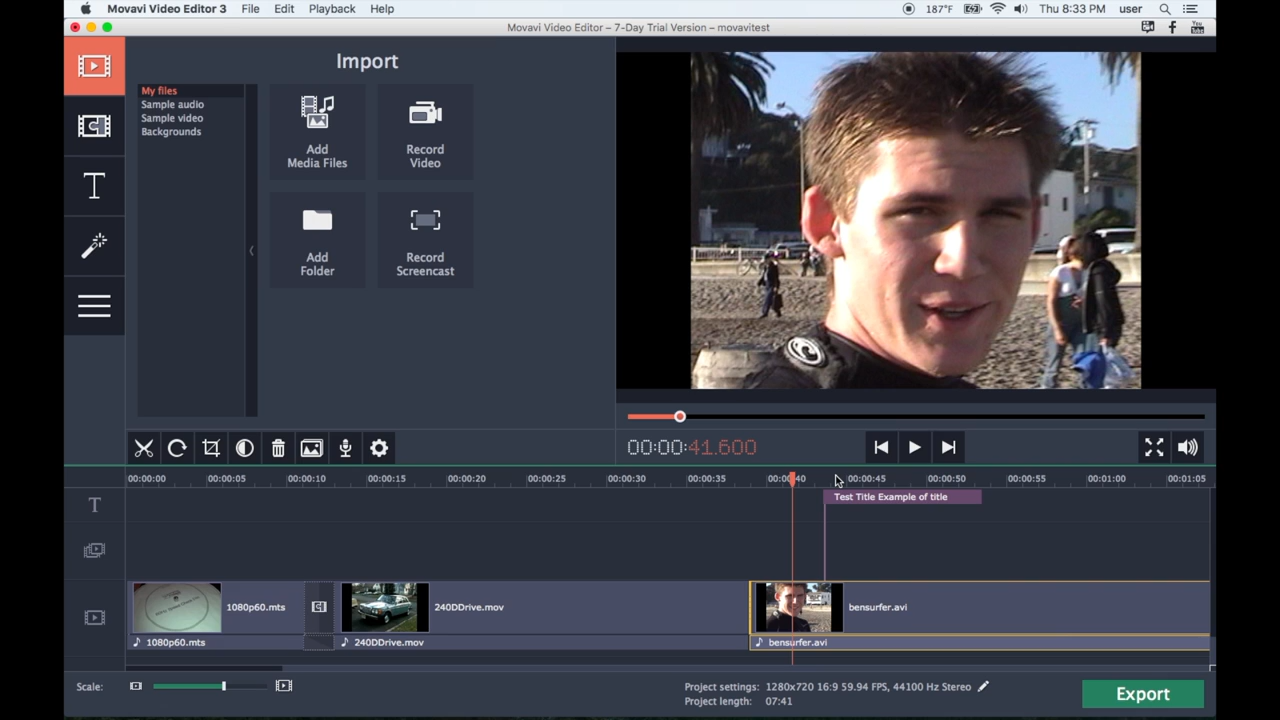 Movavi Video Editor 3 File Edit Playback Help 187°F Thu 8:33 PM user
Movavi Video Editor – 7-Day Trial Version – movavitest
Import
My files
Sample audio
Sample video
Backgrounds
Add
Media Files
Record
Video
Add
Folder
Record
Screencast
00:00:41.600
00:00:00 00:00:05 00:00:10 00:00:15 00:00:20 00:00:25 00:00:30 00:00:35 00:00:40 00:00:45 00:00:50 00:00:55 00:01:00 00:01:05
T
Test Title Example of title
1080p60.mts
240DDrive.mov
bensurfer.avi
1080p60.mts
240DDrive.mov
bensurfer.avi
Scale:
Project settings: 1280x720 16:9 59.94 FPS, 44100 Hz Stereo
Project length: 07:41
Export